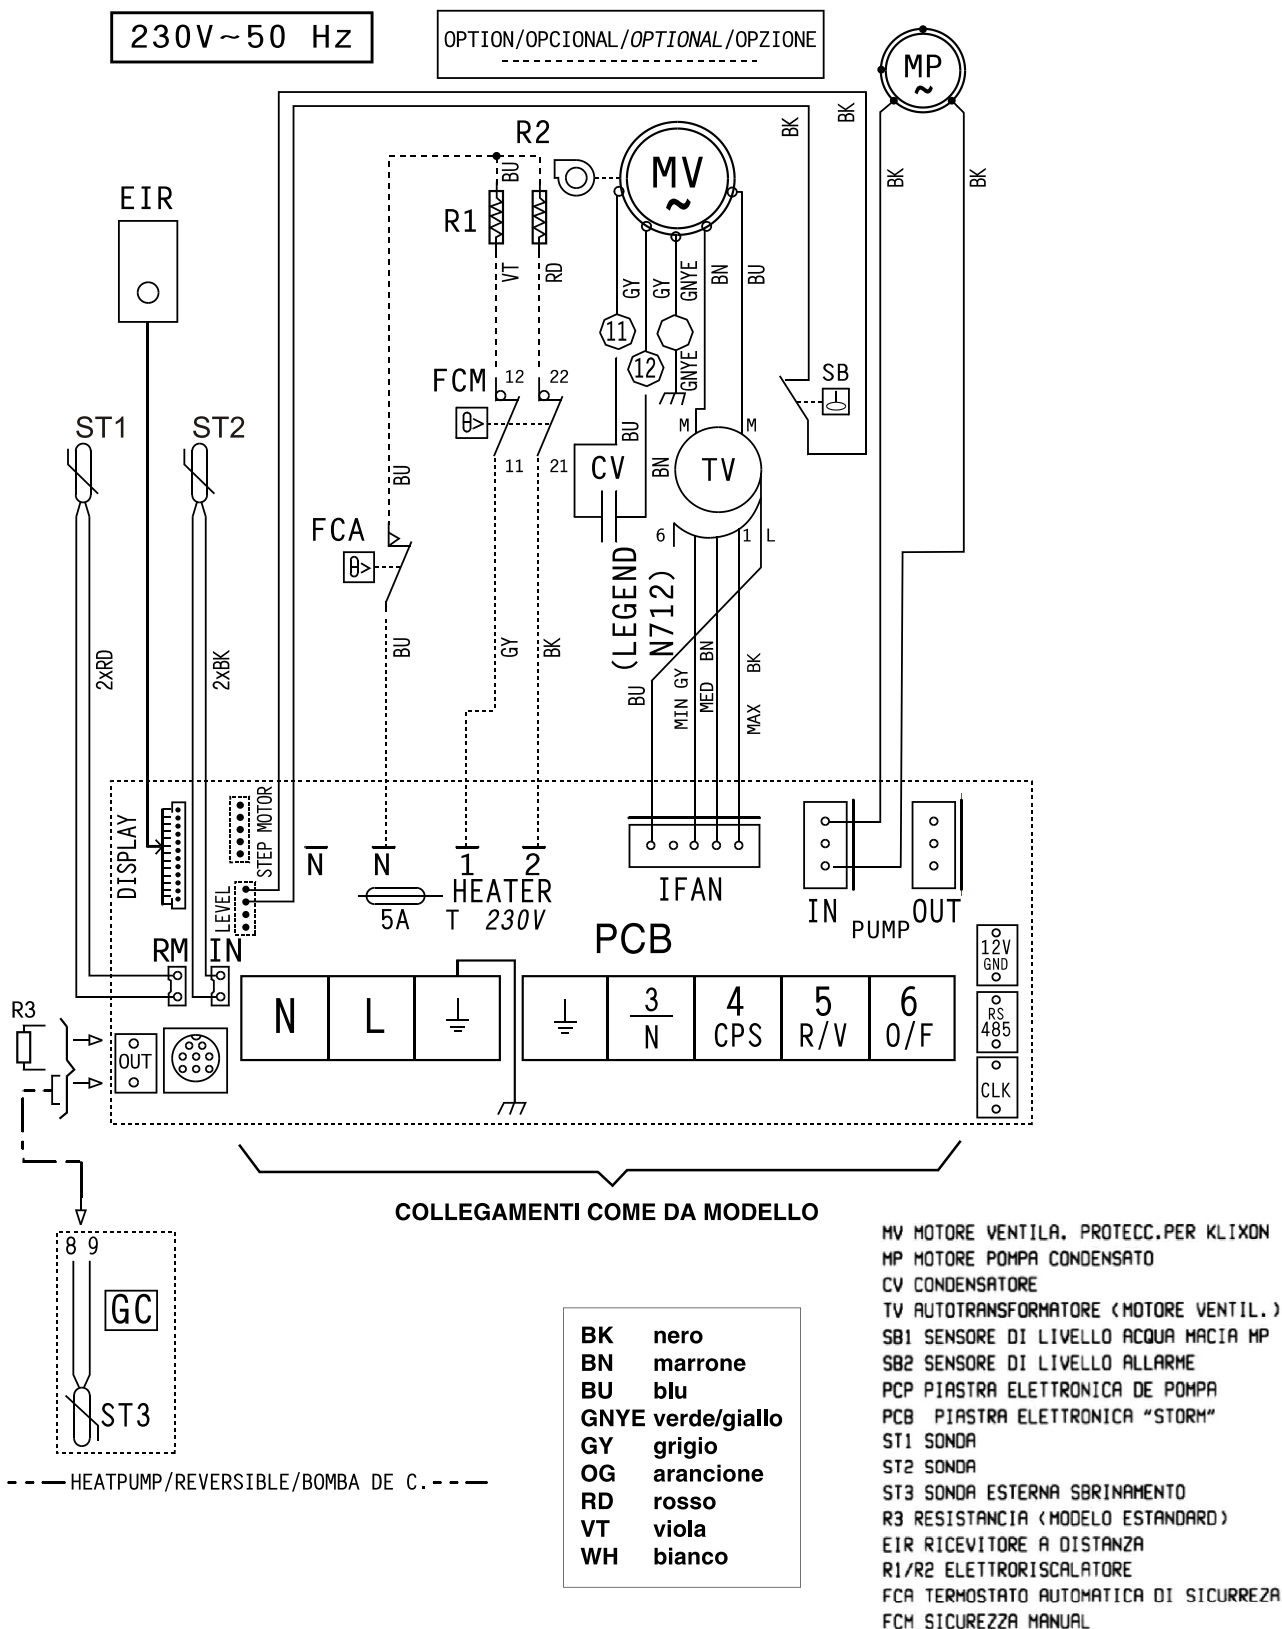 230V~50 Hz
OPTION/OPCIONAL/OPTIONAL/OPZIONE
MP
~
BK
BK
BK
BK
R2
MV
~
BU
EIR
R1
VT
RD
GY
GY
GNYE
BN
BU
11
12
GNYE
FCM
12
22
SB
ST1
ST2
M
M
BU
11
21
CV
BN
TV
BU
FCA
6
1
L
(LEGEND
N712)
2xRD
2xBK
BU
GY
BK
BU
MIN GY
MED BN
MAX BK
DISPLAY
STEP MOTOR
N
N
1
2
LEVEL
5A
T
HEATER
230V
IFAN
IN
PUMP
OUT
RM
IN
PCB
12V
GND
N
L
3
N
4
CPS
5
R/V
6
O/F
RS
485
R3
OUT
CLK
COLLEGAMENTI COME DA MODELLO
8 9
GC
ST3
HEATPUMP/REVERSIBLE/BOMBA DE C.
BK nero
BN marrone
BU blu
GNYE verde/giallo
GY grigio
OG arancione
RD rosso
VT viola
WH bianco
MV MOTORE VENTILA. PROTECC.PER KLIXON
MP MOTORE POMPA CONDENSATO
CV CONDENSATORE
TV AUTOTRANSFORMATORE (MOTORE VENTIL.)
SB1 SENSORE DI LIVELLO ACQUA MACIA MP
SB2 SENSORE DI LIVELLO ALLARME
PCP PIASTRA ELETTRONICA DE POMPA
PCB PIASTRA ELETTRONICA "STORM"
ST1 SONDA
ST2 SONDA
ST3 SONDA ESTERNA SBRINAMENTO
R3 RESISTANCIA (MODELO ESTANDARD)
EIR RICEVITORE A DISTANZA
R1/R2 ELETTRORISCALATORE
FCA TERMOSTATO AUTOMATICA DI SICURREZA
FCM SICUREZZA MANUAL